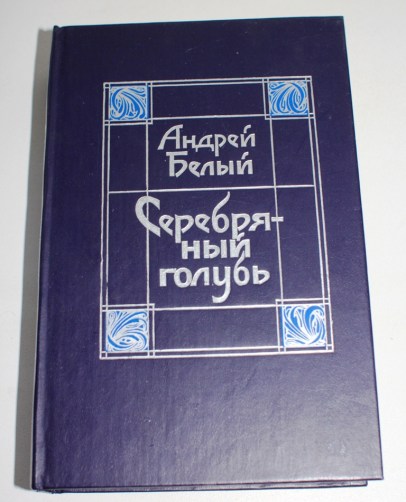 Андрей
Белый
Серебря-
ный
голубь